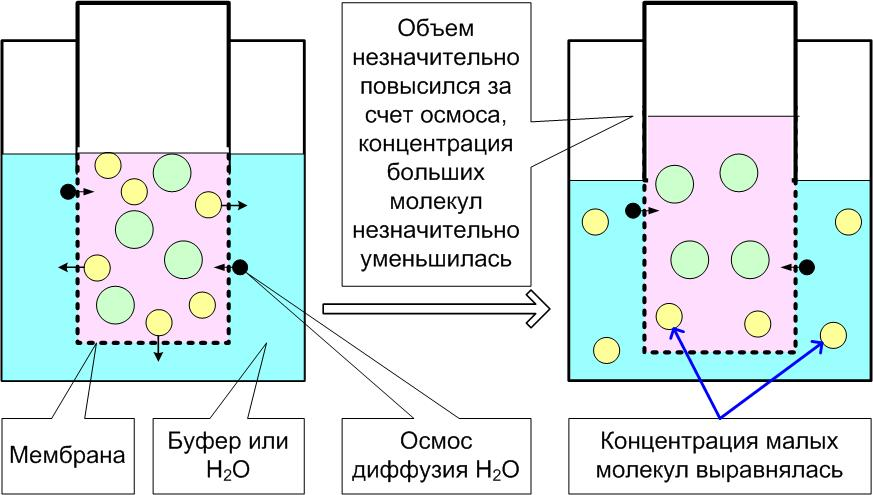 Объем
незначительно
повысился за
счет осмоса,
концентрация
больших
молекул
незначительно
уменьшилась
Мембрана
Буфер или
H₂O
Осмос
диффузия H₂O
Концентрация малых
молекул выравнялась